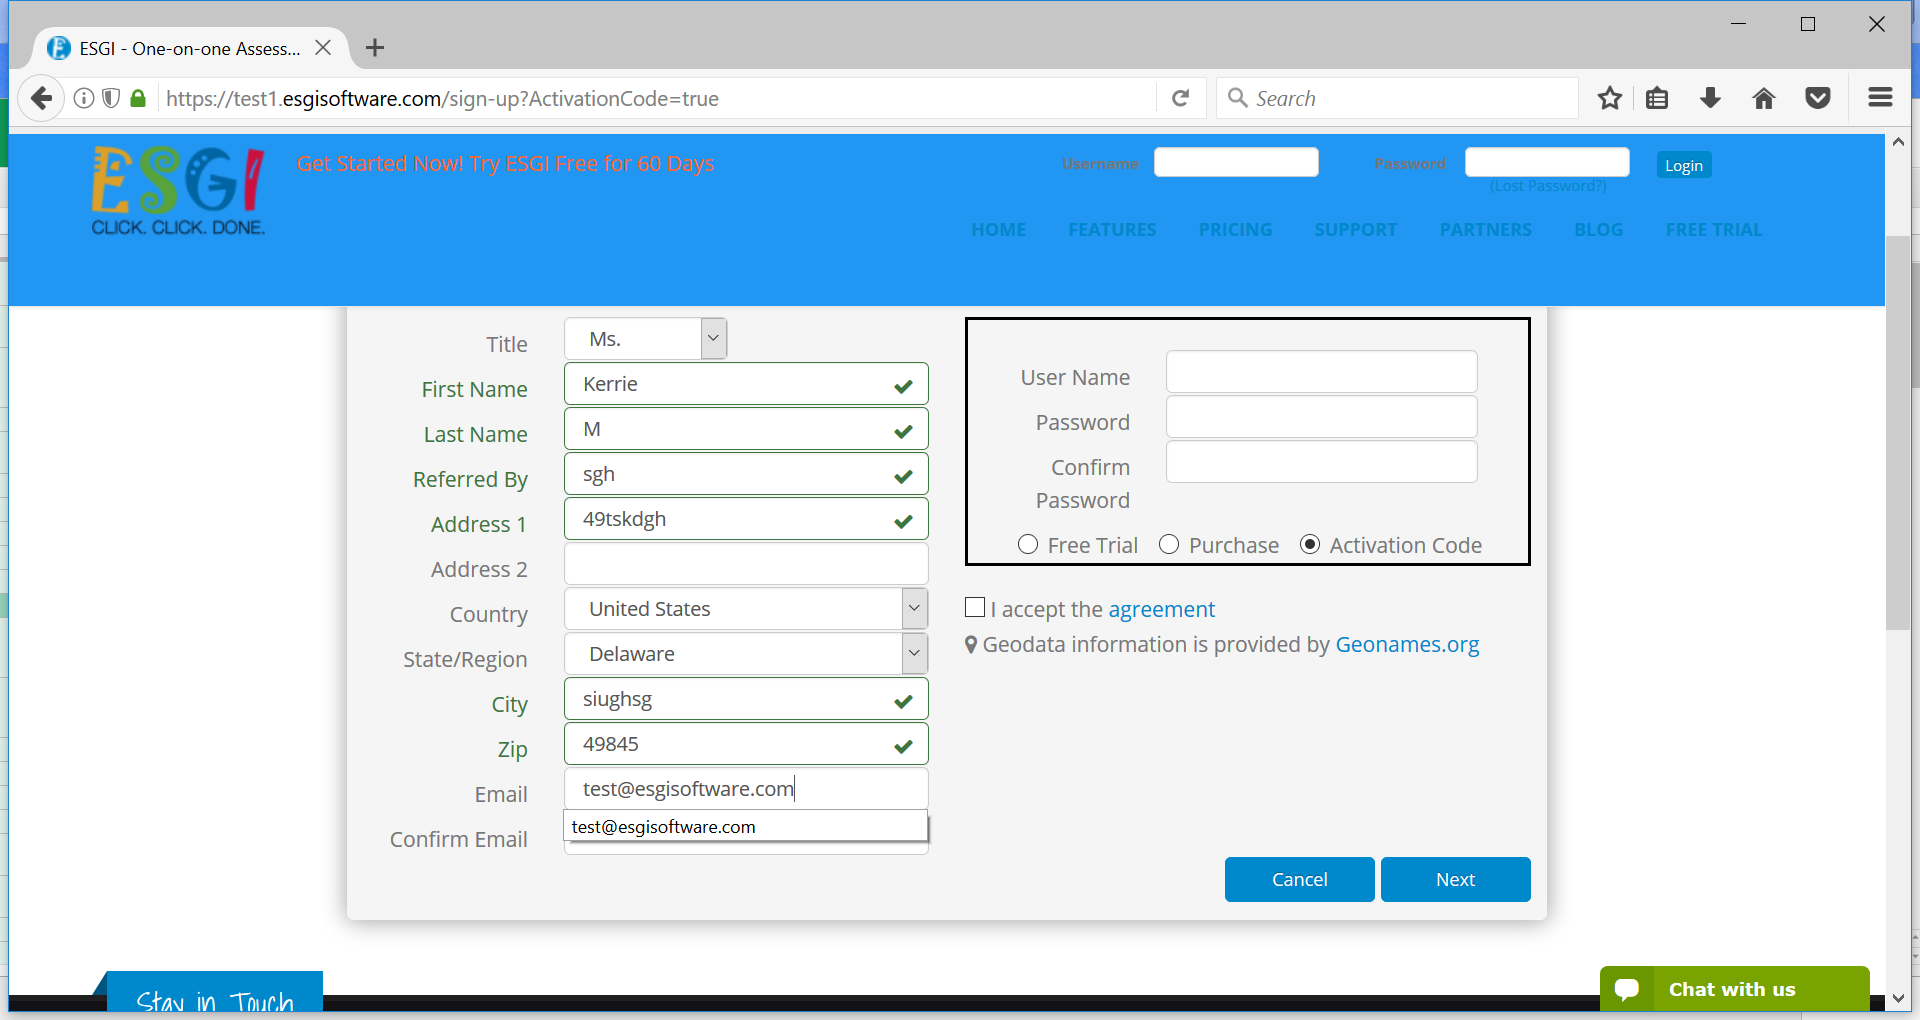 ESGI - One-on-one Assess...
https://test1.esgisoftware.com/sign-up?ActivationCode=true
Search
ESGI
CLICK. CLICK. DONE.
Get Started Now! Try ESGI Free for 60 Days
Username
Password
Login
(Lost Password?)
HOME FEATURES PRICING SUPPORT PARTNERS BLOG FREE TRIAL
Title Ms.
First Name Kerrie
Last Name M
Referred By sgh
Address 1 49tskdgh
Address 2
Country United States
State/Region Delaware
City siughsg
Zip 49845
Email test@esgisoftware.com
test@esgisoftware.com
Confirm Email
User Name
Password
Confirm
Password
Free Trial Purchase Activation Code
I accept the agreement
Geodata information is provided by Geonames.org
Cancel Next
Stay in Touch
Chat with us